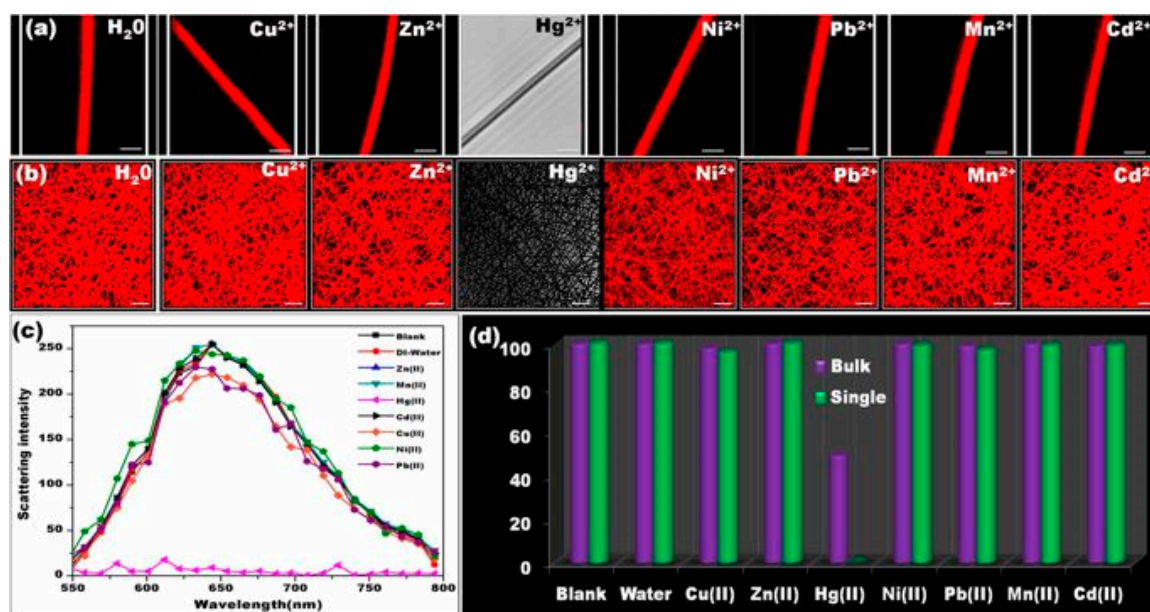 (a) H20 Cu2+ Zn2+ Hg2+ Ni2+ Pb2+ Mn2+ Cd2+
(b) H20 Cu2+ Zn2+ Hg2+ Ni2+ Pb2+ Mn2+ Cd2
(c)
250
200
150
100
50
0
Scattering intensity
550 600 650 700 750 800
Wavelength(nm)
Blank
DI-Water
Zn(II)
Mn(II)
Hg(II)
Cd(II)
Cu(II)
Ni(II)
Pb(II)
(d)
100
80
60
40
20
0
Bulk
Single
Blank Water Cu(II) Zn(II) Hg(II) Ni(II) Pb(II) Mn(II) Cd(II)